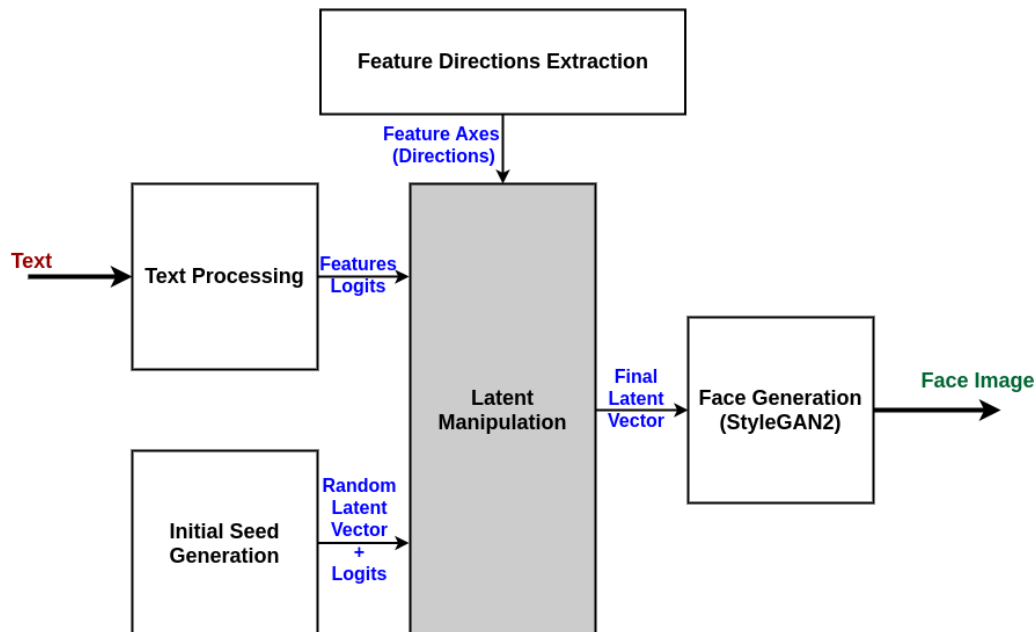 Feature Directions Extraction
Feature Axes
(Directions)
Text
Text Processing
Features
Logits
Latent
Manipulation
Final
Latent
Vector
Face Generation
(StyleGAN2)
Face Image
Initial Seed
Generation
Random
Latent
Vector
+
Logits